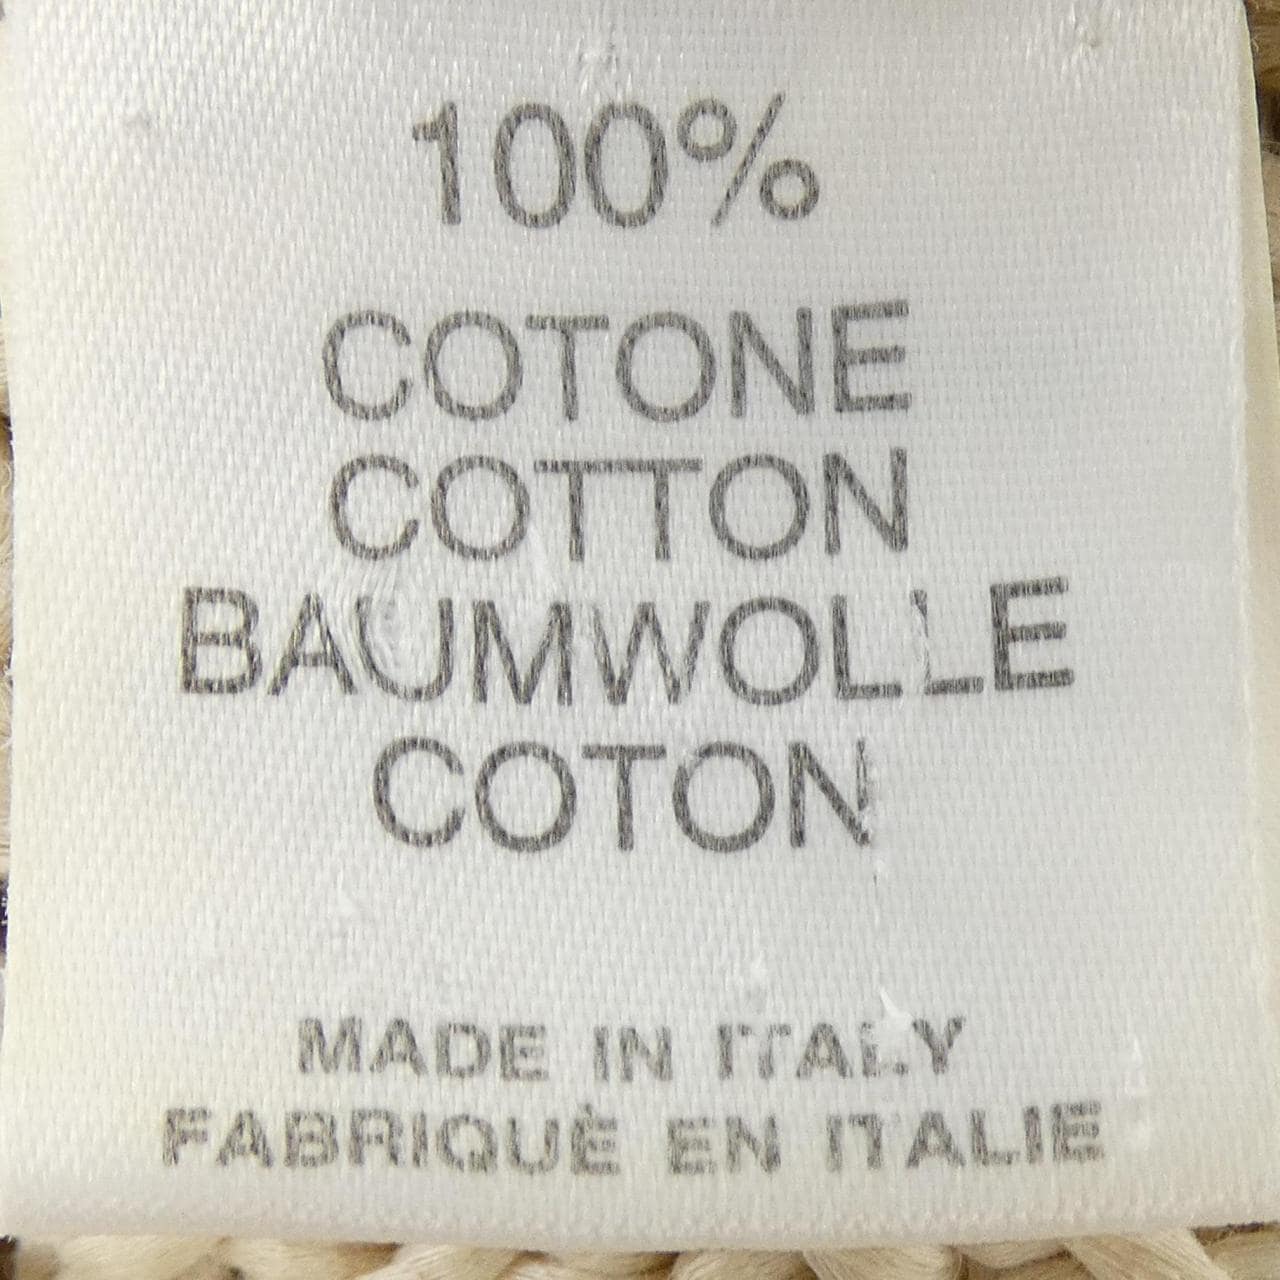 100%
COTONE
COTTON
BAUMWOLLE
COTON
MADE IN ITALY
FABRIQUÈ EN ITALIE